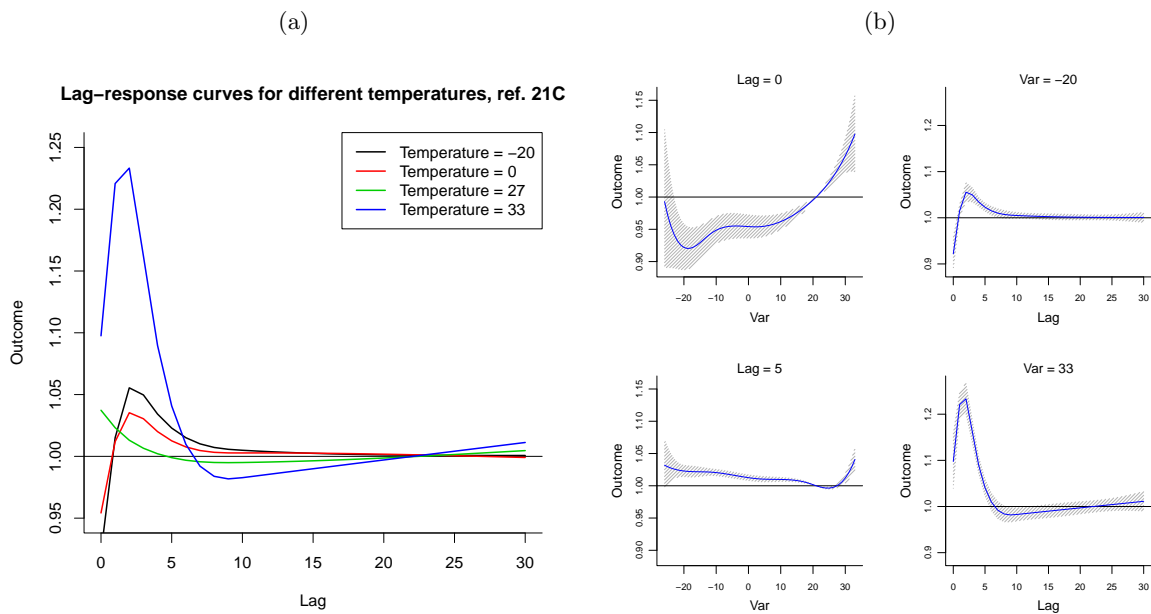 (a)
Lag−response curves for different temperatures, ref. 21C
Outcome
0.95 1.00 1.05 1.10 1.15 1.20 1.25
Temperature = −20
Temperature = 0
Temperature = 27
Temperature = 33
0 5 10 15 20 25 30
Lag
(b)
Lag = 0
Outcome
0.90 0.95 1.00 1.05 1.10 1.15
−20 −10 0 10 20 30
Var
Var = −20
Outcome
0.9 1.0 1.1 1.2
0 5 10 15 20 25 30
Lag
Lag = 5
Outcome
0.90 0.95 1.00 1.05 1.10 1.15
−20 −10 0 10 20 30
Var
Var = 33
Outcome
0.9 1.0 1.1 1.2
0 5 10 15 20 25 30
Lag